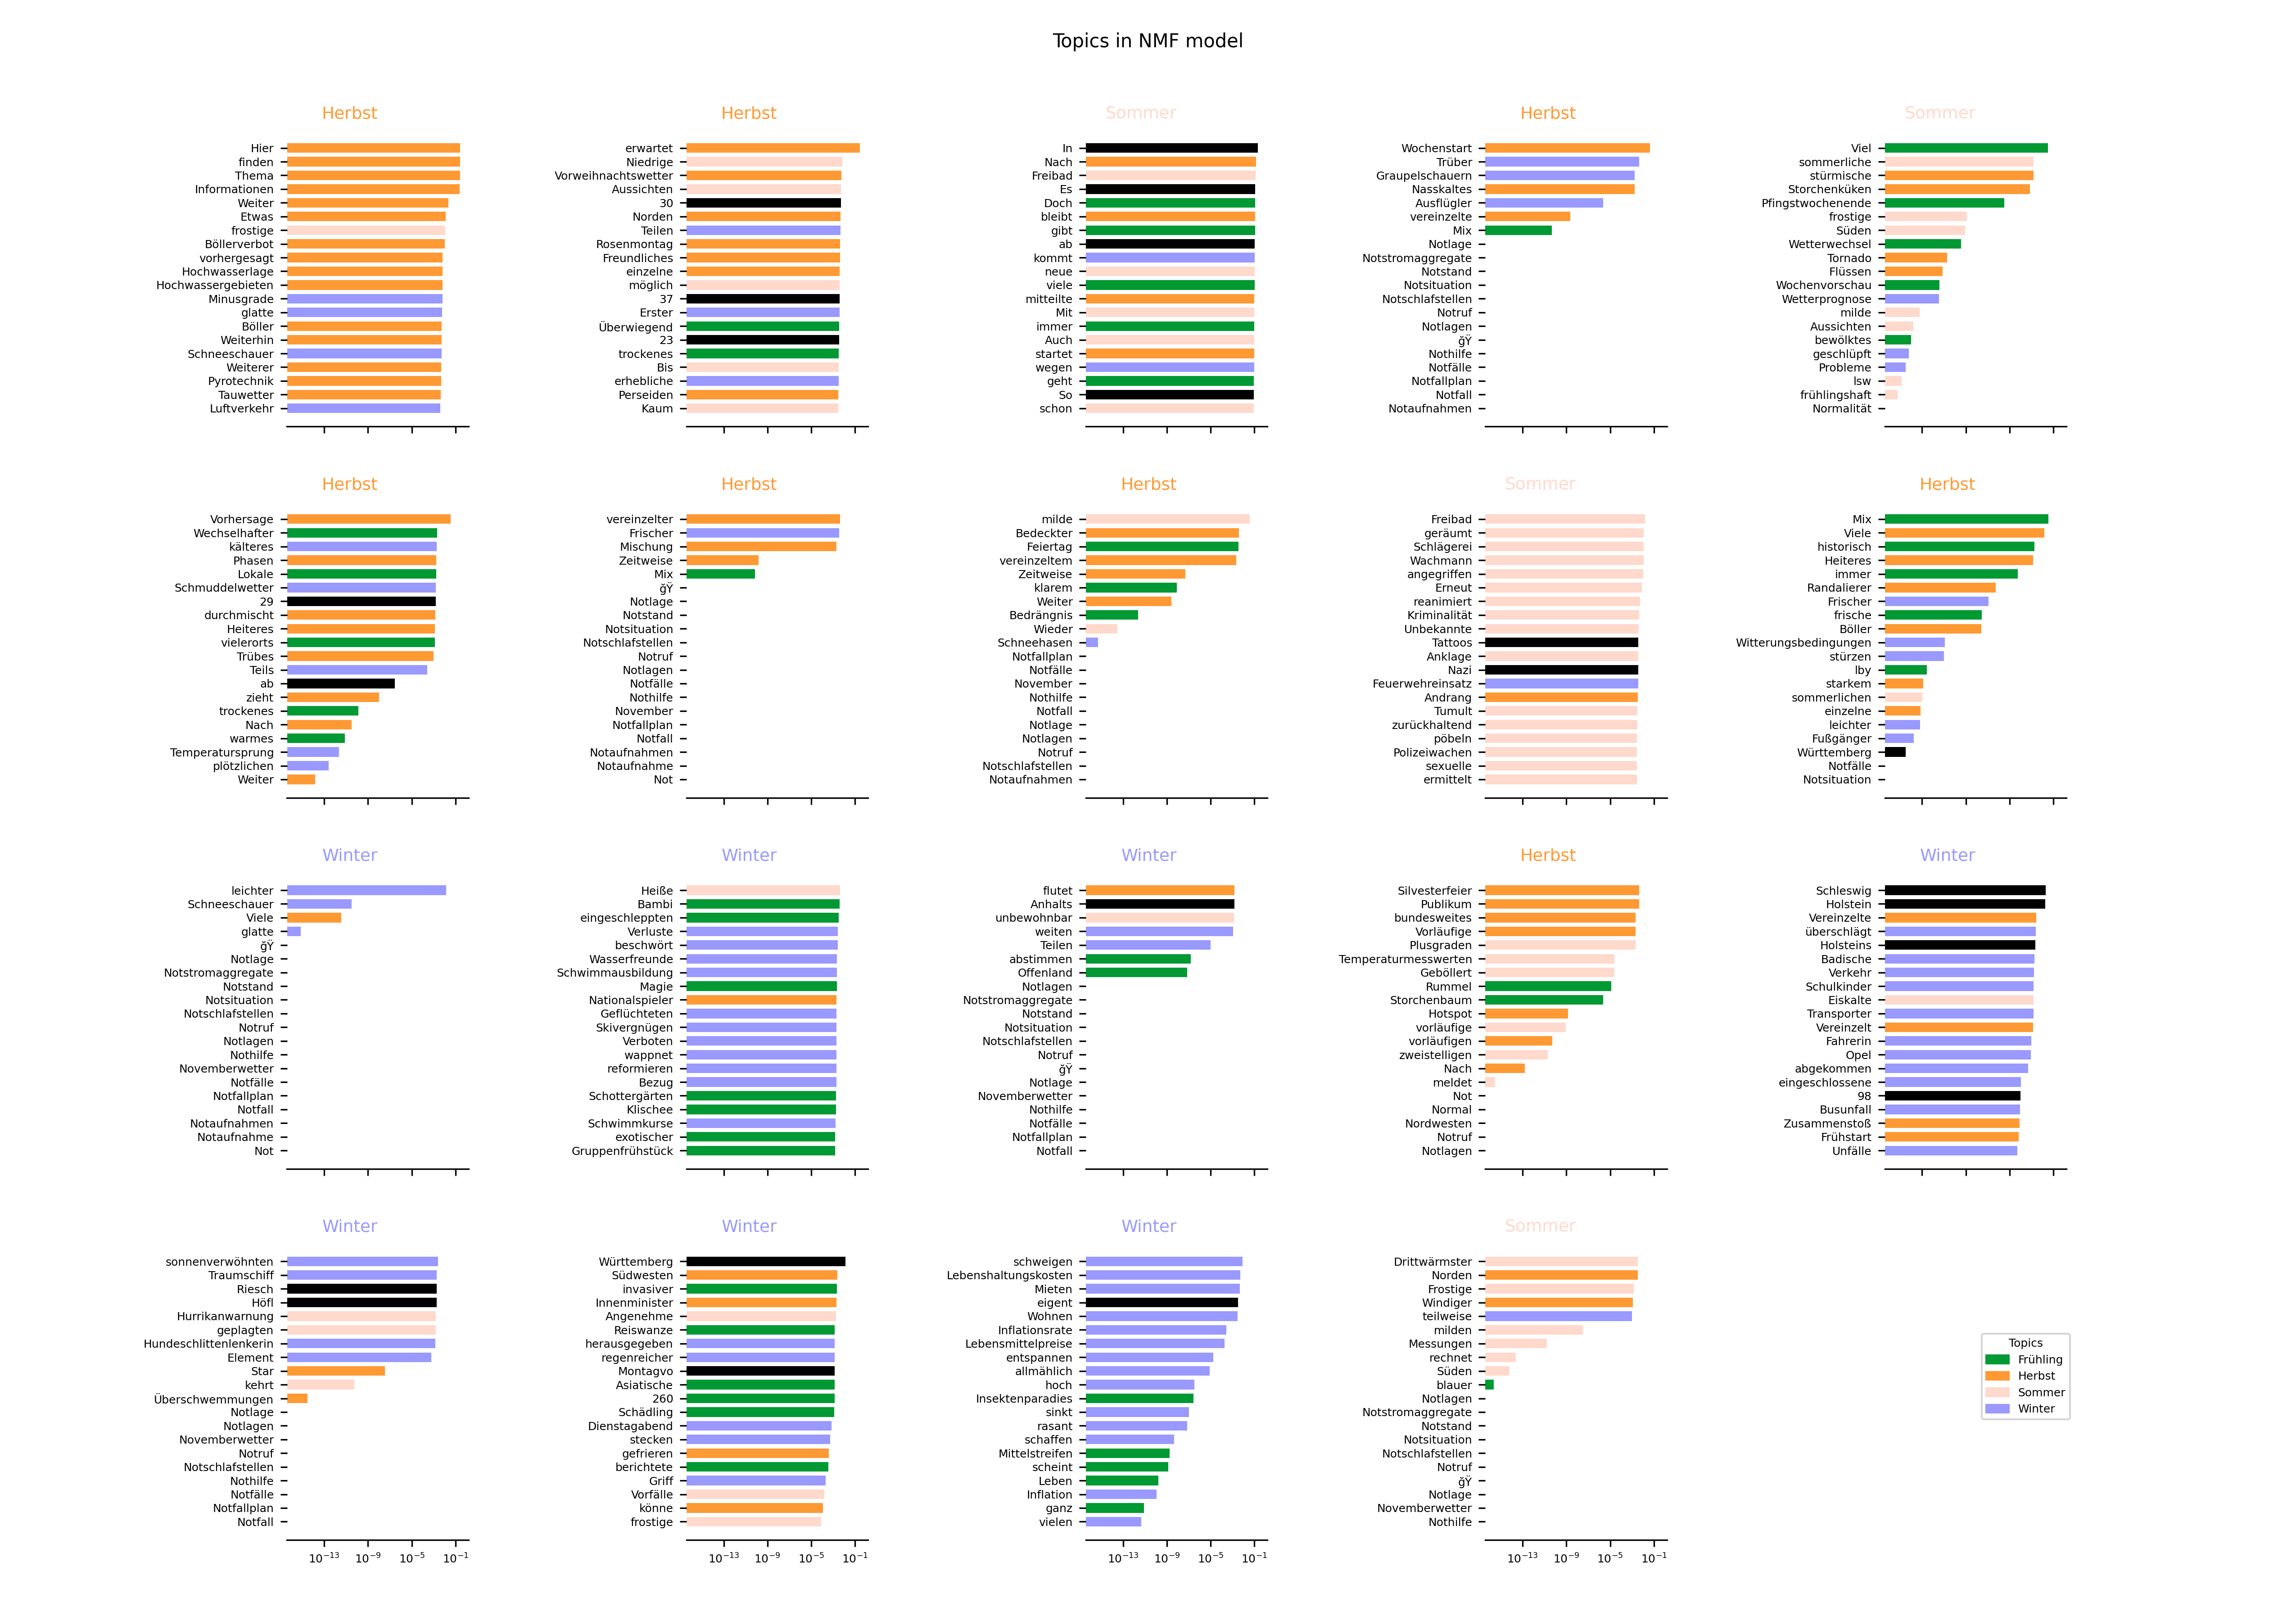 Topics in NMF model
Herbst
Hier
finden
Thema
Informationen
Weiter
Etwas
frostige
Böllerverbot
vorhergesagt
Hochwasserlage
Hochwassergebieten
Minusgrade
glatte
Böller
Weiterhin
Schneeschauer
Weiterer
Pyrotechnik
Tauwetter
Luftverkehr
Herbst
erwartet
Niedrige
Vorweihnachtswetter
Aussichten
30
Norden
Teilen
Rosenmontag
Freundliches
einzelne
möglich
37
Erster
Überwiegend
23
trockenes
Bis
erhebliche
Perseiden
Kaum
Sommer
In
Nach
Freibad
Es
Doch
bleibt
gibt
ab
kommt
neue
viele
mitteilte
Mit
immer
Auch
startet
wegen
geht
So
schon
Herbst
Wochenstart
Trüber
Graupelschauern
Nasskaltes
Ausflügler
vereinzelte
Mix
Notlage
Notstromaggregate
Notstand
Notsituation
Notschlafstellen
Notruf
Notlagen
ğŸ
Nothilfe
Notfälle
Notfallplan
Notfall
Notaufnahmen
Sommer
Viel
sommerliche
stürmische
Storchenküken
Pfingstwochenende
frostige
Süden
Wetterwechsel
Tornado
Flüssen
Wochenvorschau
Wetterprognose
milde
Aussichten
bewölktes
geschlüpft
Probleme
lsw
frühlingshaft
Normalität
Herbst
Vorhersage
Wechselhafter
kälteres
Phasen
Lokale
Schmuddelwetter
29
durchmischt
Heiteres
vielerorts
Trübes
Teils
ab
zieht
trockenes
Nach
warmes
Temperatursprung
plötzlichen
Weiter
Herbst
vereinzelter
Frischer
Mischung
Zeitweise
Mix
ğŸ
Notlage
Notstand
Notsituation
Notschlafstellen
Notruf
Notlagen
Notfälle
Nothilfe
November
Notfallplan
Notfall
Notaufnahmen
Notaufnahme
Not
Herbst
milde
Bedeckter
Feiertag
vereinzeltem
Zeitweise
klarem
Weiter
Bedrängnis
Wieder
Schneehasen
Notfallplan
Notfälle
November
Nothilfe
Notfall
Notlage
Notlagen
Notruf
Notschlafstellen
Notaufnahmen
Sommer
Freibad
geräumt
Schlägerei
Wachmann
angegriffen
Erneut
reanimiert
Kriminalität
Unbekannte
Tattoos
Anklage
Nazi
Feuerwehreinsatz
Andrang
Tumult
zurückhaltend
pöbeln
Polizeiwachen
sexuelle
ermittelt
Herbst
Mix
Viele
historisch
Heiteres
immer
Randalierer
Frischer
frische
Böller
Witterungsbedingungen
stürzen
lby
starkem
sommerlichen
einzelne
leichter
Fußgänger
Württemberg
Notfälle
Notsituation
Winter
leichter
Schneeschauer
Viele
glatte
ğŸ
Notlage
Notstromaggregate
Notstand
Notsituation
Notschlafstellen
Notruf
Notlagen
Nothilfe
Novemberwetter
Notfälle
Notfallplan
Notfall
Notaufnahmen
Notaufnahme
Not
Winter
Heiße
Bambi
eingeschleppten
Verluste
beschwört
Wasserfreunde
Schwimmausbildung
Magie
Nationalspieler
Geflüchteten
Skivergnügen
Verboten
wappnet
reformieren
Bezug
Schottergärten
Klischee
Schwimmkurse
exotischer
Gruppenfrühstück
Winter
flutet
Anhalts
unbewohnbar
weiten
Teilen
abstimmen
Offenland
Notlagen
Notstromaggregate
Notstand
Notsituation
Notschlafstellen
Notruf
ğŸ
Notlage
Novemberwetter
Nothilfe
Notfälle
Notfallplan
Notfall
Herbst
Silvesterfeier
Publikum
bundesweites
Vorläufige
Plusgraden
Temperaturmesswerten
Geböllert
Rummel
Storchenbaum
Hotspot
vorläufige
vorläufigen
zweistelligen
Nach
meldet
Not
Normal
Nordwesten
Notruf
Notlagen
Winter
Schleswig
Holstein
Vereinzelte
überschlägt
Holsteins
Badische
Verkehr
Schulkinder
Eiskalte
Transporter
Vereinzelt
Fahrerin
Opel
abgekommen
eingeschlossene
98
Busunfall
Zusammenstoß
Frühstart
Unfälle
Winter
sonnenverwöhnten
Traumschiff
Riesch
Höfl
Hurrikanwarnung
geplagten
Hundeschlittenlenkerin
Element
Star
kehrt
Überschwemmungen
Notlage
Notlagen
Novemberwetter
Notruf
Notschlafstellen
Nothilfe
Notfälle
Notfallplan
Notfall
10⁻¹³ 10⁻⁹ 10⁻⁵ 10⁻¹
Winter
Württemberg
Südwesten
invasiver
Innenminister
Angenehme
Reiswanze
herausgegeben
regenreicher
Montagvo
Asiatische
260
Schädling
Dienstagabend
stecken
gefrieren
berichtete
Griff
Vorfälle
könne
frostige
10⁻¹³ 10⁻⁹ 10⁻⁵ 10⁻¹
Winter
schweigen
Lebenshaltungskosten
Mieten
eigent
Wohnen
Inflationsrate
Lebensmittelpreise
entspannen
allmählich
hoch
Insektenparadies
sinkt
rasant
schaffen
Mittelstreifen
scheint
Leben
Inflation
ganz
vielen
10⁻¹³ 10⁻⁹ 10⁻⁵ 10⁻¹
Sommer
Drittwärmster
Norden
Frostige
Windiger
teilweise
milden
Messungen
rechnet
Süden
blauer
Notlagen
Notstromaggregate
Notstand
Notsituation
Notschlafstellen
Notruf
ğŸ
Notlage
Novemberwetter
Nothilfe
10⁻¹³ 10⁻⁹ 10⁻⁵ 10⁻¹
Topics
Frühling
Herbst
Sommer
Winter